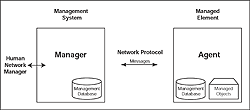 Management
System
Managed
Element
Manager
Network Protocol
Messages
Agent
Human
Network
Manager
Management
Database
Management
Database
Managed
Objects